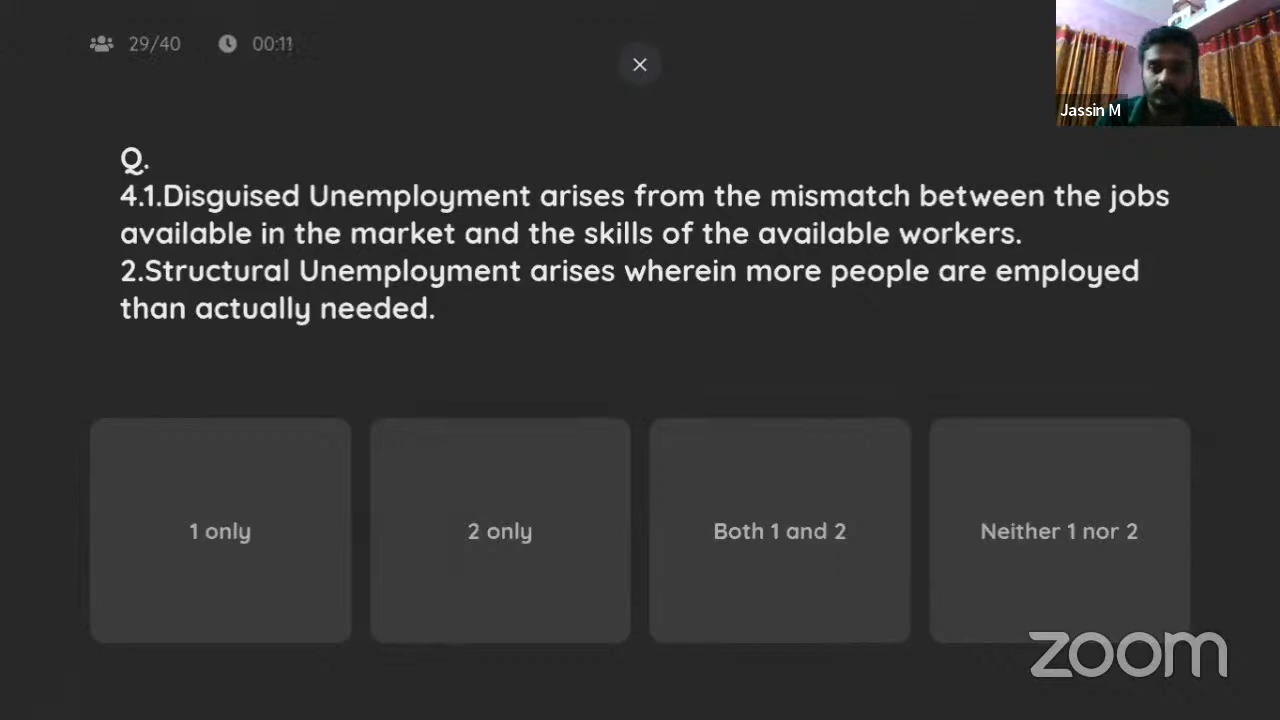 29/40 00:11
Jassin M
Q.
4.1.Disguised Unemployment arises from the mismatch between the jobs
available in the market and the skills of the available workers.
2.Structural Unemployment arises wherein more people are employed
than actually needed.
1 only
2 only
Both 1 and 2
Neither 1 nor 2
zoom